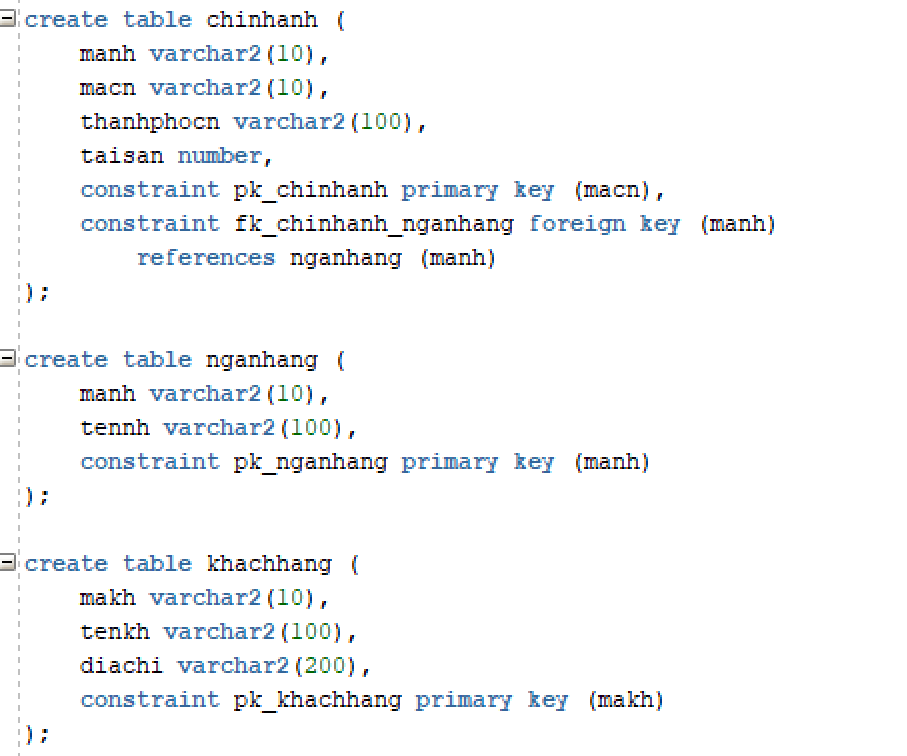 create table chinhanh (
    manh varchar2(10),
    macn varchar2(10),
    thanhphocn varchar2(100),
    taisan number,
    constraint pk_chinhanh primary key (macn),
    constraint fk_chinhanh_nganhang foreign key (manh)
        references nganhang (manh)
);

create table nganhang (
    manh varchar2(10),
    tennh varchar2(100),
    constraint pk_nganhang primary key (manh)
);

create table khachhang (
    makh varchar2(10),
    tenkh varchar2(100),
    diachi varchar2(200),
    constraint pk_khachhang primary key (makh)
);